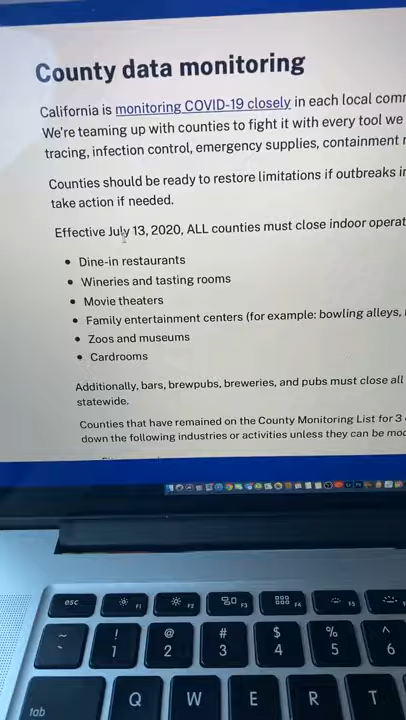 County data monitoring
California is monitoring COVID-19 closely in each local
We're teaming up with counties to fight it with every tool we
tracing, infection control, emergency supplies, containment
Counties should be ready to restore limitations if outbreaks
take action if needed.
Effective July 13, 2020, ALL counties must close indoor
Dine-in restaurants
Wineries and tasting rooms
Movie theaters
Family entertainment centers (for example: bowling alleys,
Zoos and museums
Cardrooms
Additionally, bars, brewpubs, breweries, and pubs must close all
statewide.
Counties that have remained on the County Monitoring List for 3
down the following industries or activities unless they can be
esc F1 F2 F3 F4 F5
~ ! @ # $ % ^
` 1 2 3 4 5 6
tab Q W E R T